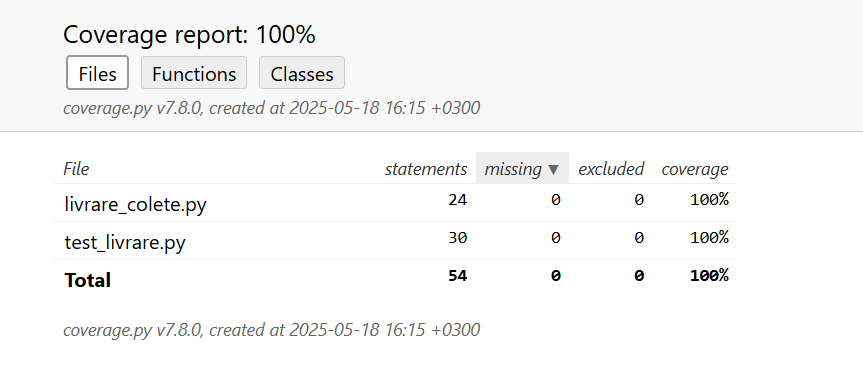 Coverage report: 100%
Files Functions Classes
coverage.py v7.8.0, created at 2025-05-18 16:15 +0300
File statements missing ▼ excluded coverage
livrare_colete.py 24 0 0 100%
test_livrare.py 30 0 0 100%
Total 54 0 0 100%
coverage.py v7.8.0, created at 2025-05-18 16:15 +0300